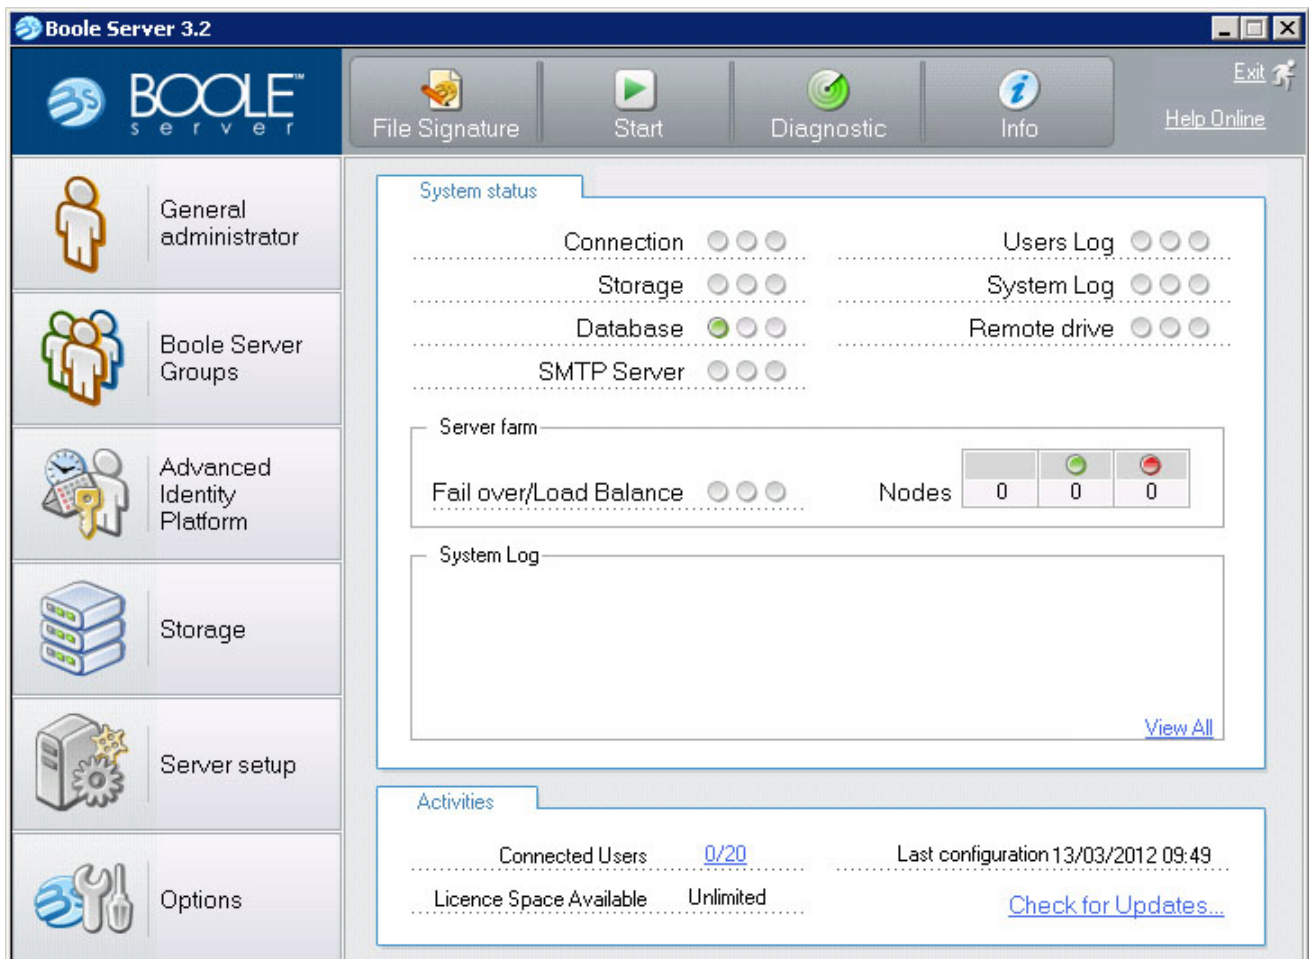 Boole Server 3.2
BOOLE™
server
File Signature
Start
Diagnostic
Info
Exit
Help Online
General
administrator
Boole Server
Groups
Advanced
Identity
Platform
Storage
Server setup
Options
System status
Connection
Users Log
Storage
System Log
Database
Remote drive
SMTP Server
Server farm
Fail over/Load Balance
Nodes 0 0 0
System Log
View All
Activities
Connected Users 0/20
Last configuration 13/03/2012 09:49
Licence Space Available Unlimited
Check for Updates...